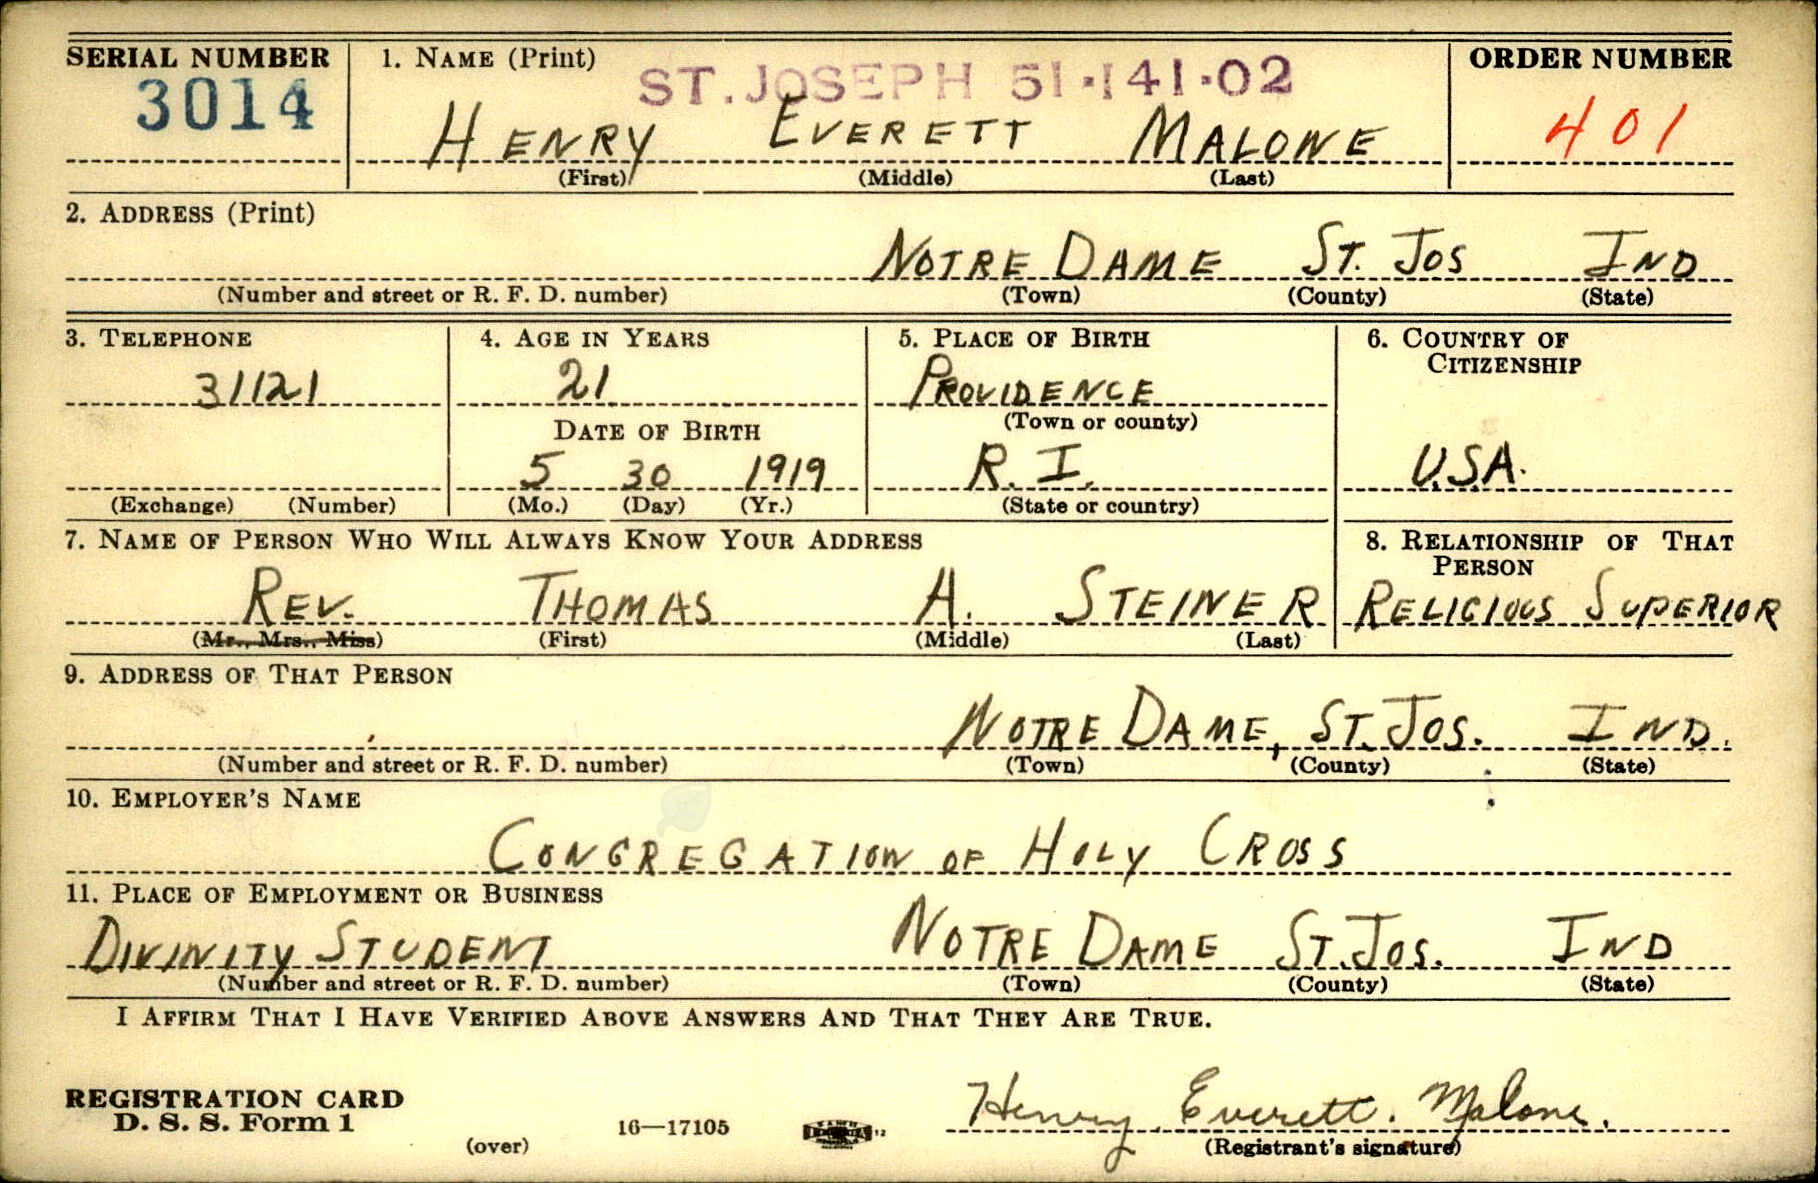 SERIAL NUMBER 1. NAME (Print) ST. JOSEPH 51-141-02 ORDER NUMBER
3014 HENRY EVERETT MALONE 401
(First) (Middle) (Last)
2. ADDRESS (Print)
NOTRE DAME ST. JOS IND
(Number and street or R. F. D. number) (Town) (County) (State)
3. TELEPHONE 4. AGE IN YEARS 5. PLACE OF BIRTH 6. COUNTRY OF
CITIZENSHIP
31121 21 PROVIDENCE
(Town or county)
DATE OF BIRTH
5 30 1919 R. I. U.S.A.
(Exchange) (Number) (Mo.) (Day) (Yr.) (State or country)
7. NAME OF PERSON WHO WILL ALWAYS KNOW YOUR ADDRESS 8. RELATIONSHIP OF THAT
PERSON
REV. THOMAS A. STEINER RELIGIOUS SUPERIOR
(Mr., Mrs., Miss) (First) (Middle) (Last)
9. ADDRESS OF THAT PERSON
NOTRE DAME, ST. JOS. IND.
(Number and street or R. F. D. number) (Town) (County) (State)
10. EMPLOYER'S NAME
CONGREGATION OF HOLY CROSS
11. PLACE OF EMPLOYMENT OR BUSINESS
DIVINITY STUDENT NOTRE DAME ST. JOS. IND
(Number and street or R. F. D. number) (Town) (County) (State)
I AFFIRM THAT I HAVE VERIFIED ABOVE ANSWERS AND THAT THEY ARE TRUE.
REGISTRATION CARD
D. S. S. Form 1 Henry Everett Malone.
(over) 16—17105 12 (Registrant's signature)